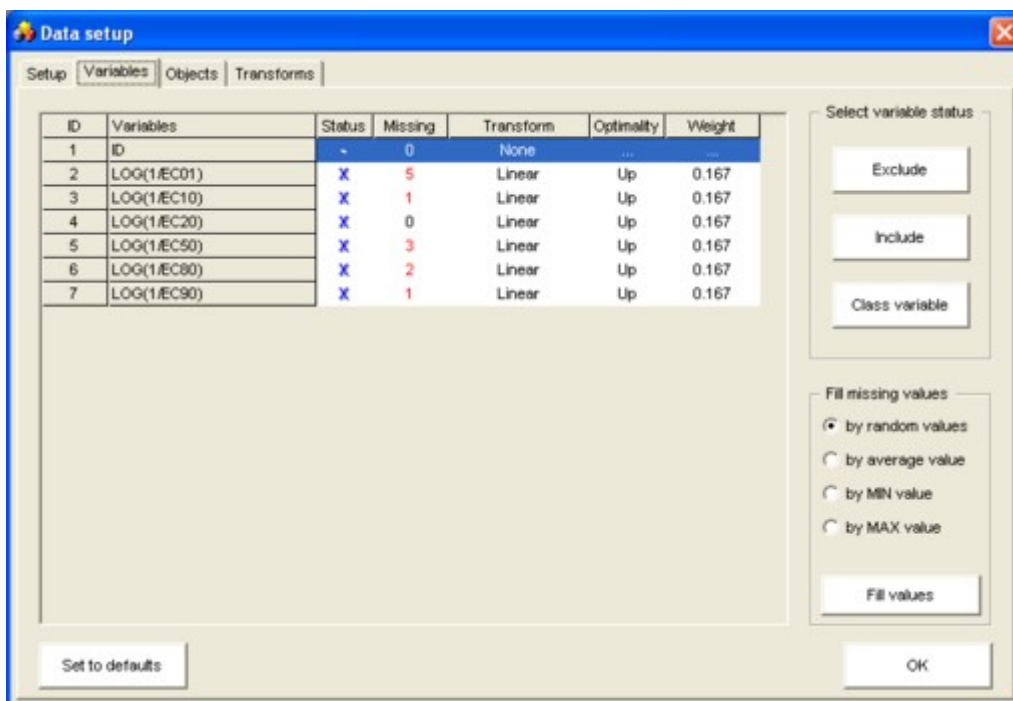 Data setup
Setup Variables Objects Transforms
ID Variables Status Missing Transform Optimality Weight
1 ID - 0 None ... ...
2 LOG(1/EC01) X 5 Linear Up 0.167
3 LOG(1/EC10) X 1 Linear Up 0.167
4 LOG(1/EC20) X 0 Linear Up 0.167
5 LOG(1/EC50) X 3 Linear Up 0.167
6 LOG(1/EC80) X 2 Linear Up 0.167
7 LOG(1/EC90) X 1 Linear Up 0.167
Select variable status
Exclude
Include
Class variable
Fill missing values
by random values
by average value
by MIN value
by MAX value
Fill values
Set to defaults
OK